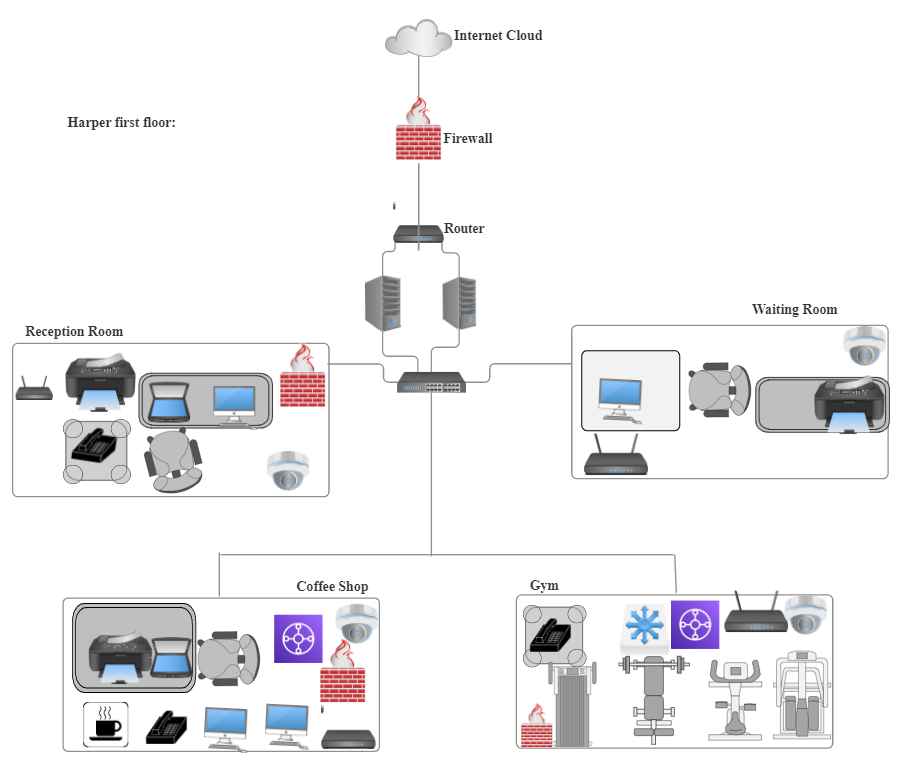 Internet Cloud
Harper first floor:
Firewall
Router
Waiting Room
Reception Room
Coffee Shop
Gym